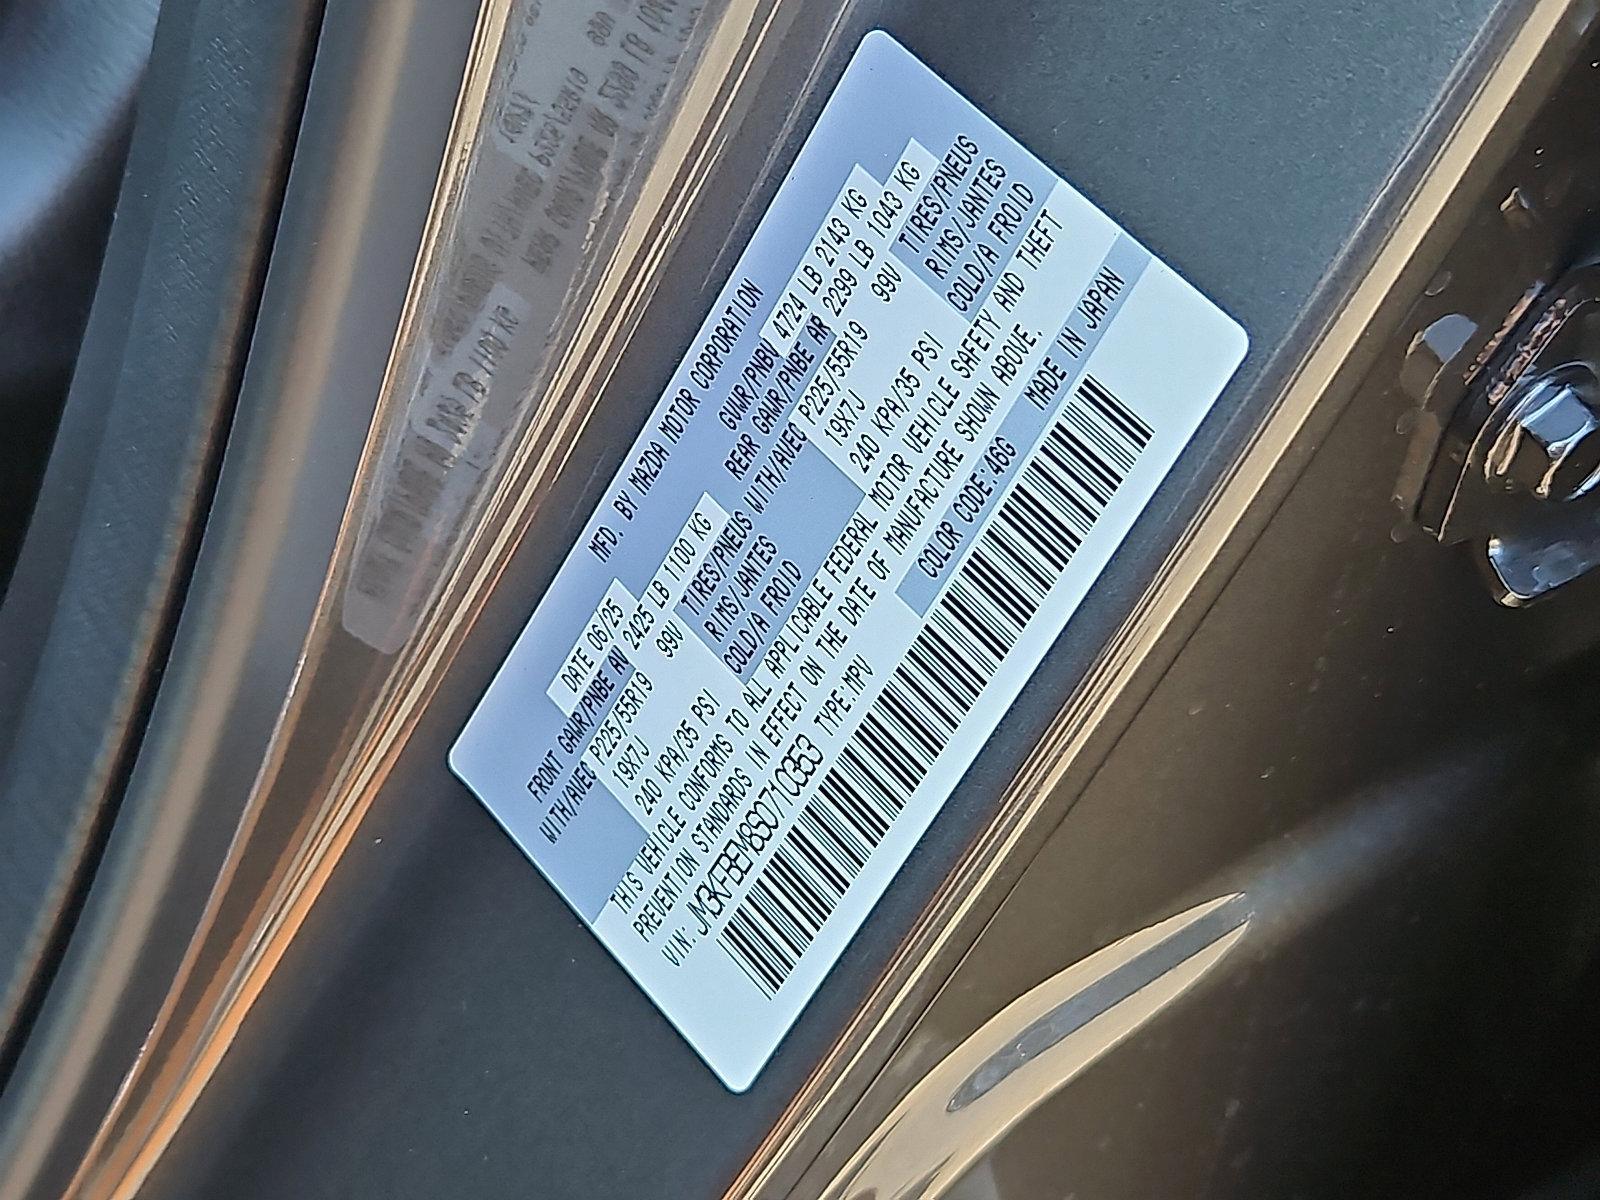 MFD. BY MAZDA MOTOR CORPORATION
DATE 06/25 GVWR/PNBV 4724 LB 2143 KG
FRONT GAWR/PNBE AV 2425 LB 1100 KG REAR GAWR/PNBE AR 2299 LB 1043 KG
WITH/AVEC P225/55R19 99V TIRES/PNEUS WITH/AVEC P225/55R19 99V TIRES/PNEUS
19X7J RIMS/JANTES 19X7J RIMS/JANTES
240 KPA/35 PSI COLD/A FROID 240 KPA/35 PSI COLD/A FROID
THIS VEHICLE CONFORMS TO ALL APPLICABLE FEDERAL MOTOR VEHICLE SAFETY AND THEFT
PREVENTION STANDARDS IN EFFECT ON THE DATE OF MANUFACTURE SHOWN ABOVE.
VIN: JM3KFBEM8S0710353 TYPE:MPV COLOR CODE:46G MADE IN JAPAN